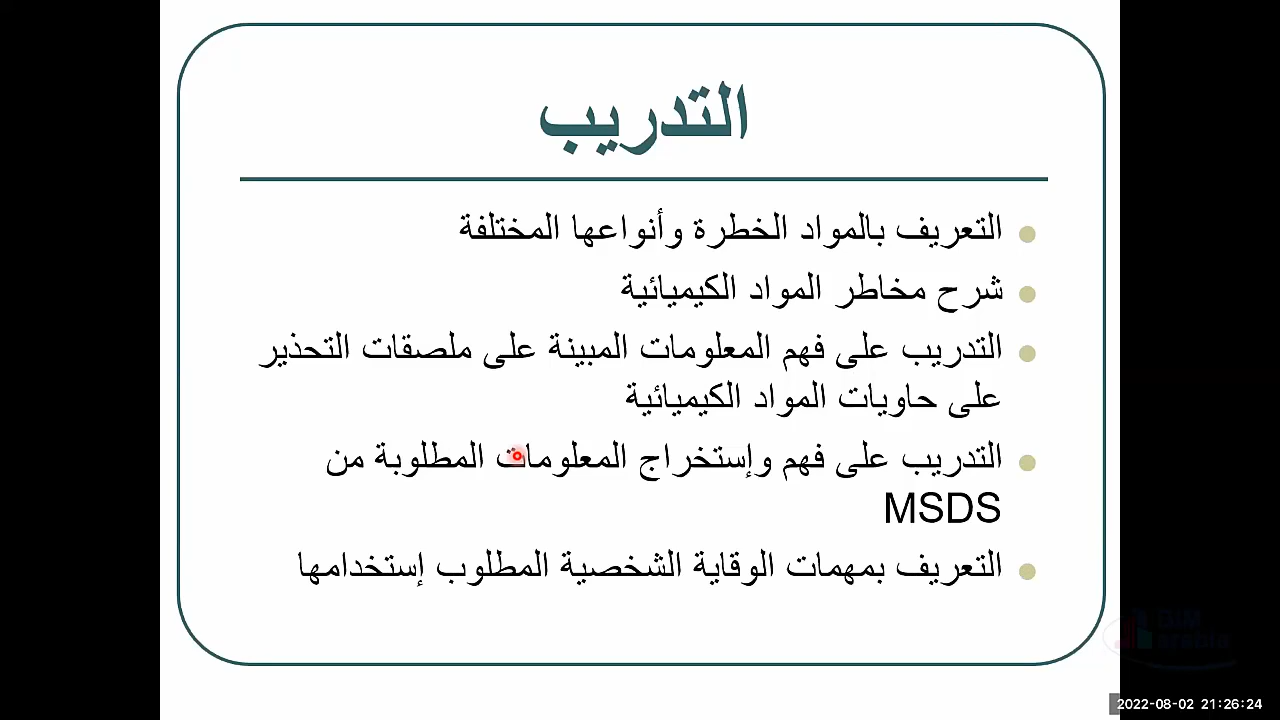 التدريب
التعريف بالمواد الخطرة وأنواعها المختلفة
شرح مخاطر المواد الكيميائية
التدريب على فهم المعلومات المبينة على ملصقات التحذير
على حاويات المواد الكيميائية
التدريب على فهم وإستخراج المعلومات المطلوبة من
MSDS
التعريف بمهمات الوقاية الشخصية المطلوب إستخدامها
BIM
arabia
2022-08-02 21:26:24